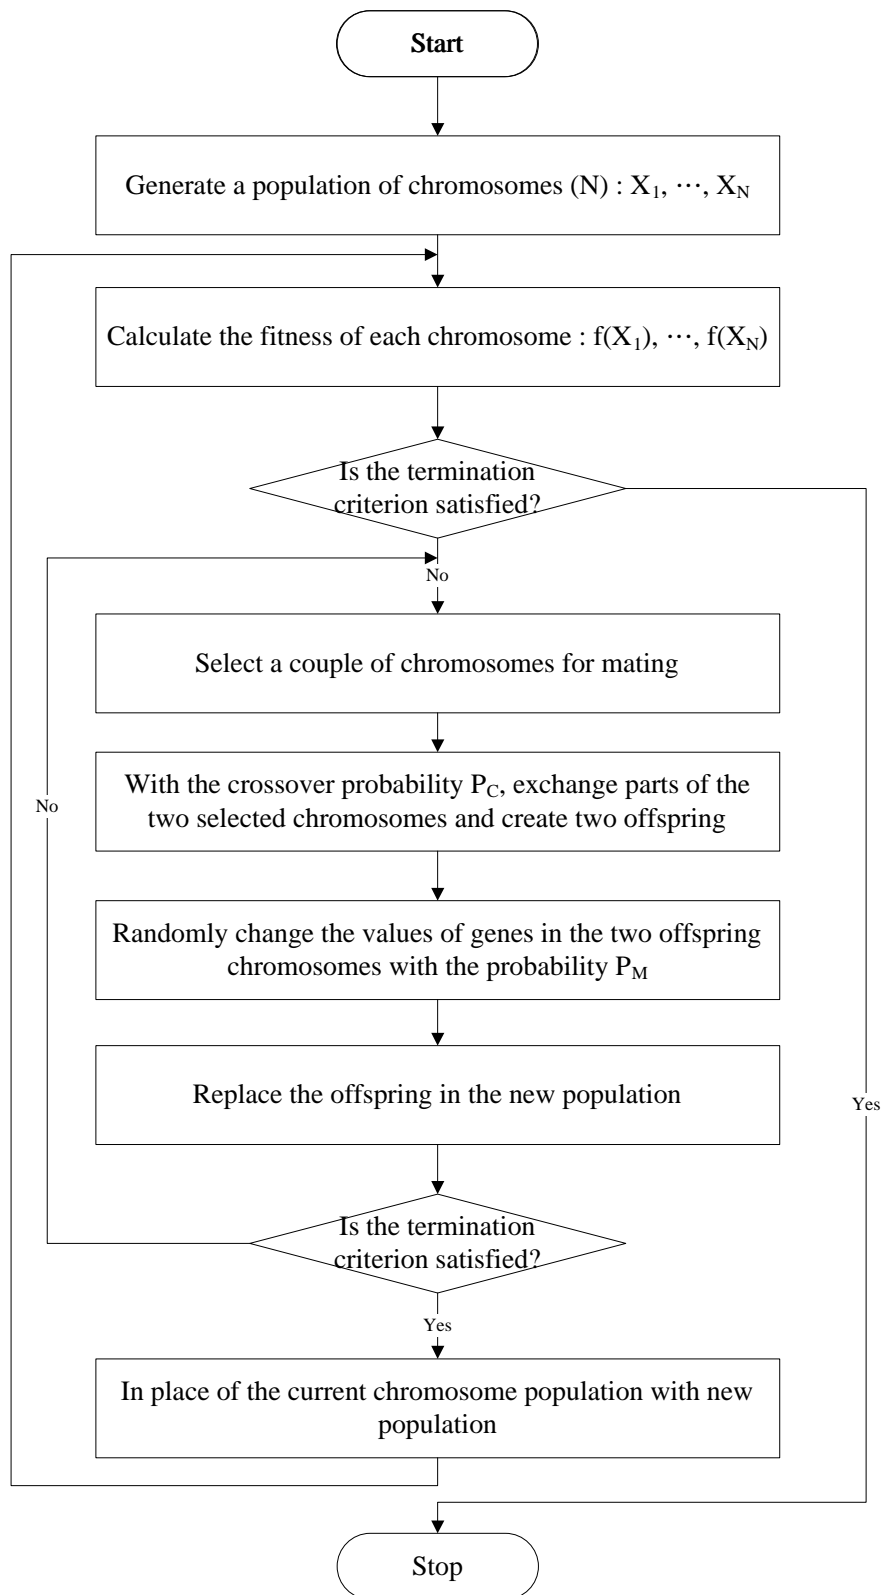 Start
Generate a population of chromosomes (N) : X₁, ⋯, X_N
Calculate the fitness of each chromosome : f(X₁), ⋯, f(X_N)
Is the termination
criterion satisfied?
No
Select a couple of chromosomes for mating
With the crossover probability P_C, exchange parts of the
two selected chromosomes and create two offspring
No
Randomly change the values of genes in the two offspring
chromosomes with the probability P_M
Replace the offspring in the new population
Yes
Is the termination
criterion satisfied?
Yes
In place of the current chromosome population with new
population
Stop